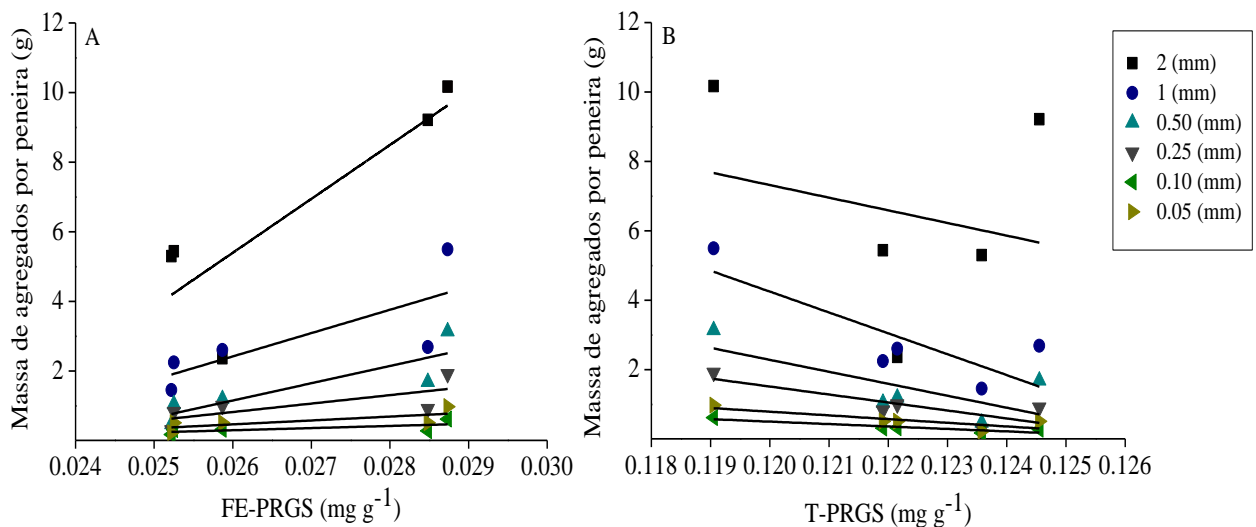 A
Massa de agregados por peneira (g)
12
10
8
6
4
2
0.024
0.025
0.026
0.027
0.028
0.029
0.030
FE-PRGS (mg g-1)
B
Massa de agregados por peneira (g)
12
10
8
6
4
2
0.118
0.119
0.120
0.121
0.122
0.123
0.124
0.125
0.126
T-PRGS (mg g-1)
2 (mm)
1 (mm)
0.50 (mm)
0.25 (mm)
0.10 (mm)
0.05 (mm)